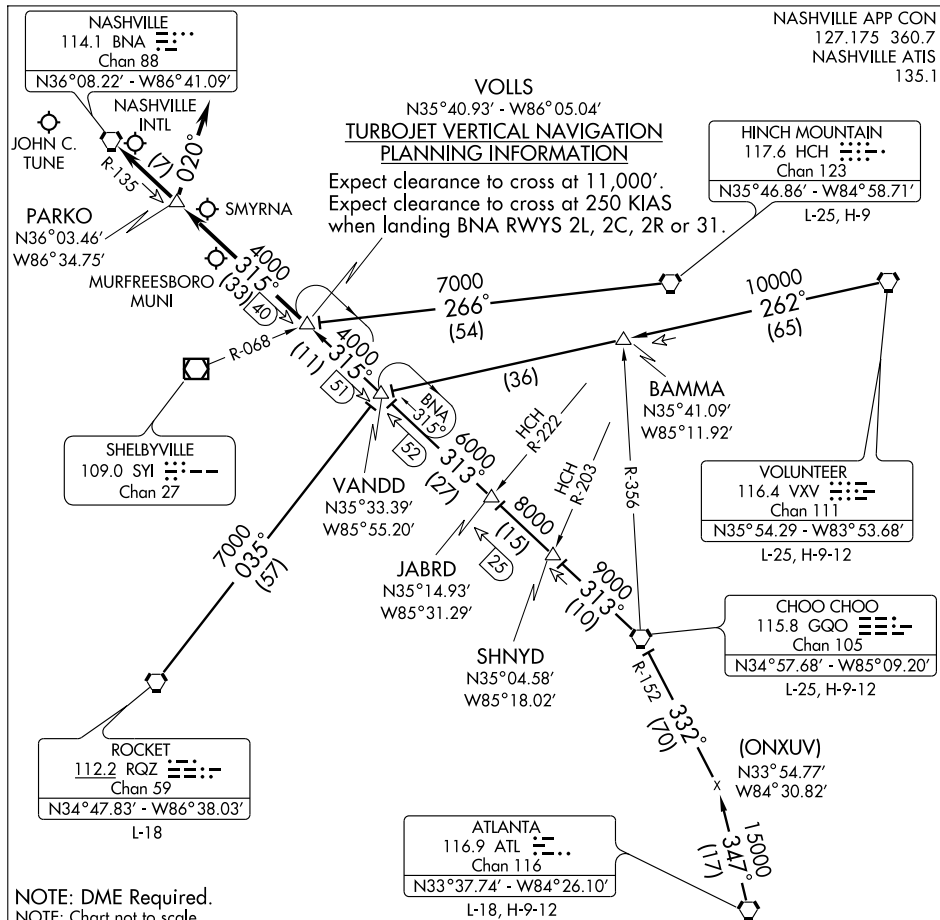 NASHVILLE
114.1 BNA
Chan 88
N36°08.22' - W86°41.09'
NASHVILLE APP CON
127.175 360.7
NASHVILLE ATIS
135.1
NASHVILLE
INTL
JOHN C.
TUNE
R-135
(7)
020°
VOLLS
N35°40.93' - W86°05.04'
TURBOJET VERTICAL NAVIGATION
PLANNING INFORMATION
Expect clearance to cross at 11,000'.
Expect clearance to cross at 250 KIAS
when landing BNA RWYS 2L, 2C, 2R or 31.
HINCH MOUNTAIN
117.6 HCH
Chan 123
N35°46.86' - W84°58.71'
L-25, H-9
PARKO
N36°03.46'
W86°34.75'
SMYRNA
MURFREESBORO
MUNI
4000
315°
(33)
40
7000
266°
(54)
10000
262°
(65)
R-068
4000
315°
(11)
51
(36)
BAMMA
N35°41.09'
W85°11.92'
SHELBYVILLE
109.0 SYI
Chan 27
BNA
315°
52
6000
313°
(27)
HCH
R-222
HCH
R-203
R-356
VOLUNTEER
116.4 VXV
Chan 111
N35°54.29 - W83°53.68'
L-25, H-9-12
VANDD
N35°33.39'
W85°55.20'
7000
035°
(57)
JABRD
N35°14.93'
W85°31.29'
8000
(15)
25
9000
313°
(10)
SHNYD
N35°04.58'
W85°18.02'
CHOO CHOO
115.8 GQO
Chan 105
N34°57.68' - W85°09.20'
L-25, H-9-12
R-152
332°
(70)
ROCKET
112.2 RQZ
Chan 59
N34°47.83' - W86°38.03'
L-18
(ONXUV)
N33°54.77'
W84°30.82'
X
ATLANTA
116.9 ATL
Chan 116
N33°37.74' - W84°26.10'
L-18, H-9-12
15000
347°
(17)
NOTE: DME Required.
NOTE: Chart not to scale.